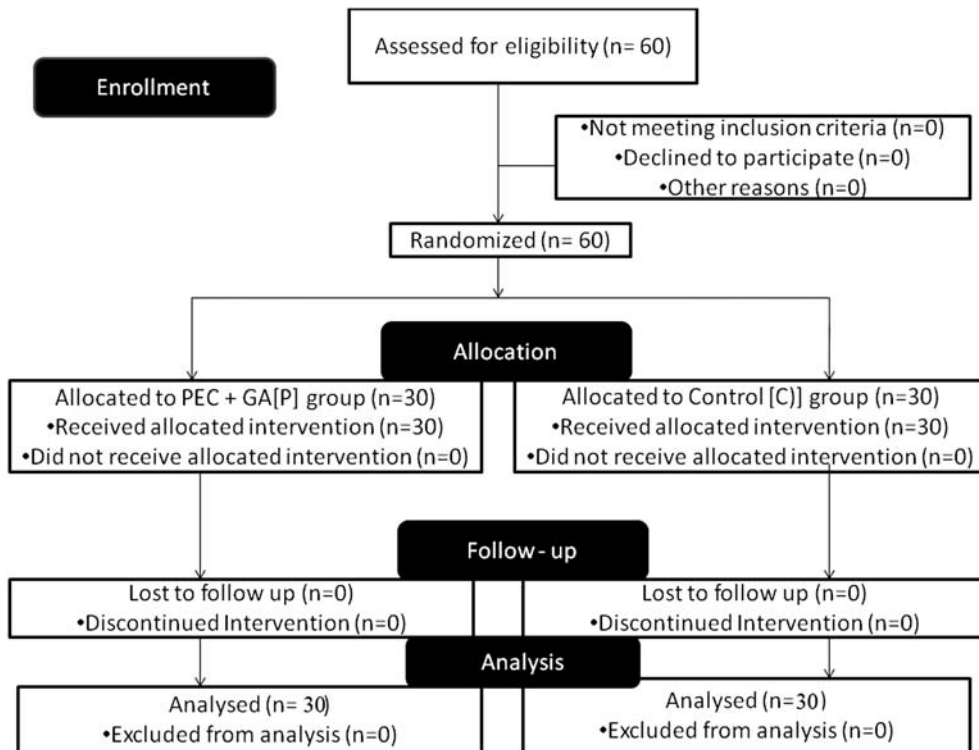 Assessed for eligibility (n= 60)
Enrollment
•Not meeting inclusion criteria (n=0)
•Declined to participate (n=0)
•Other reasons (n=0)
Randomized (n= 60)
Allocation
Allocated to PEC + GA[P] group (n=30)
•Received allocated intervention (n=30)
•Did not receive allocated intervention (n=0)
Allocated to Control [C)] group (n=30)
•Received allocated intervention (n=30)
•Did not receive allocated intervention (n=0)
Follow - up
Lost to follow up (n=0)
•Discontinued Intervention (n=0)
Lost to follow up (n=0)
•Discontinued Intervention (n=0)
Analysis
Analysed (n= 30)
•Excluded from analysis (n=0)
Analysed (n=30)
•Excluded from analysis (n=0)